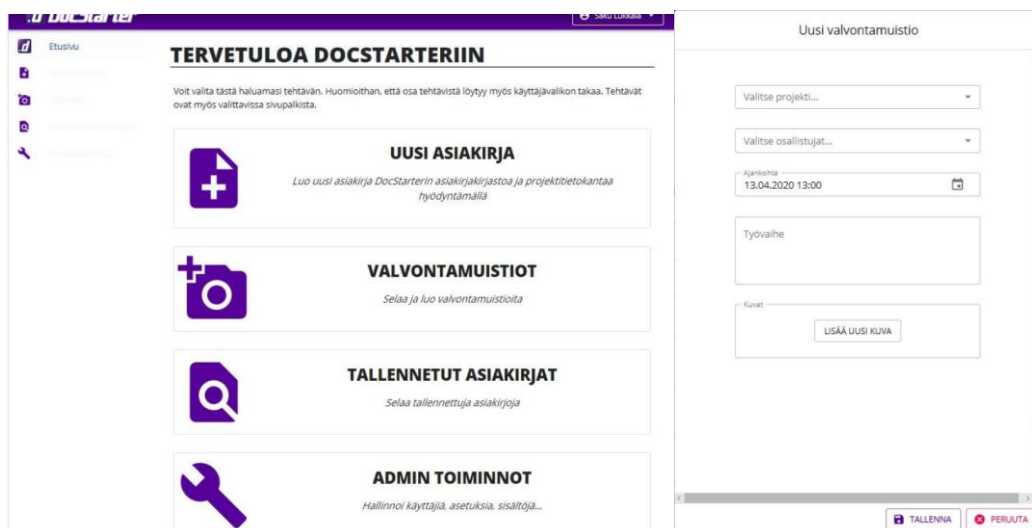 .d DocStarter
Saku Lukkala
Etusivu
TERVETULOA DOCSTARTERIIN
Voit valita tästä haluamasi tehtävän. Huomioithan, että osa tehtävistä löytyy myös käyttäjävalikon takaa. Tehtävät
ovat myös valittavissa sivupalkista.
UUSI ASIAKIRJA
Luo uusi asiakirja DocStarterin asiakirjakirjastoa ja projektitietokantaa
hyödyntämällä
VALVONTAMUISTIOT
Selaa ja luo valvontamuistioita
TALLENNETUT ASIAKIRJAT
Selaa tallennettuja asiakirjoja
ADMIN TOIMINNOT
Hallinnoi käyttäjiä, asetuksia, sisältöjä...
Uusi valvontamuistio
Valitse projekti...
Valitse osallistujat...
Ajankohta
13.04.2020 13:00
Työvaihe
Kuvat
LISÄÄ UUSI KUVA
TALLENNA
PERUUTA